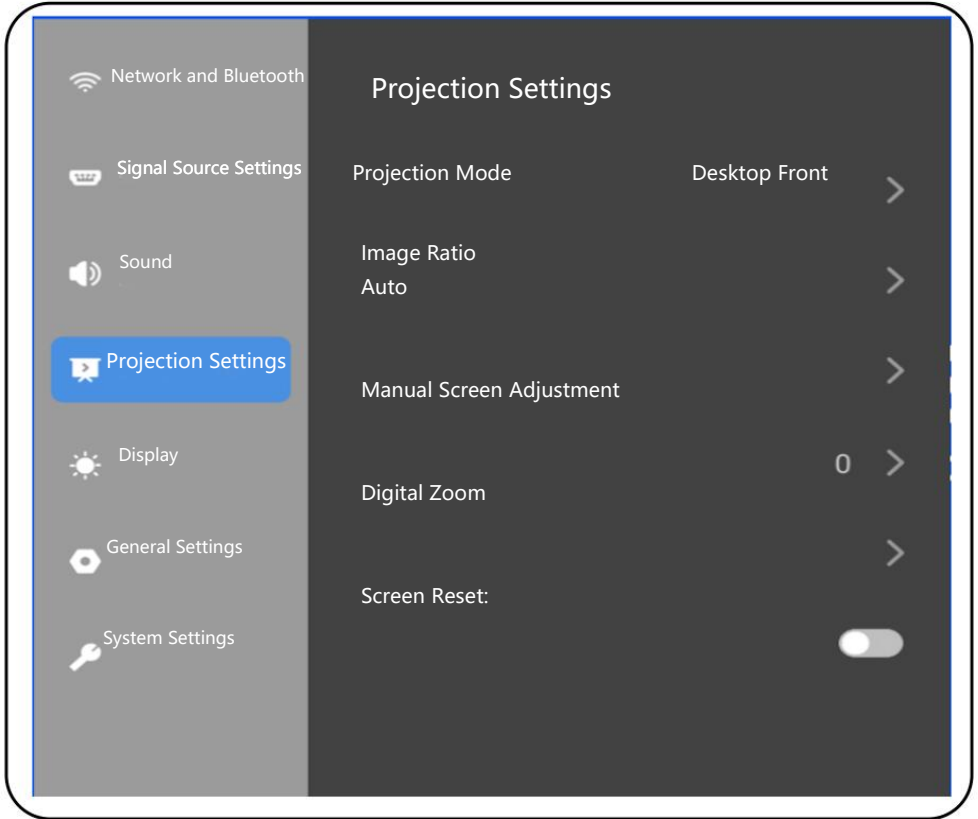 Network and Bluetooth
Signal Source Settings
Sound
Projection Settings
Display
General Settings
System Settings
Projection Settings
Projection Mode Desktop Front
Image Ratio
Auto
Manual Screen Adjustment
0
Digital Zoom
Screen Reset: